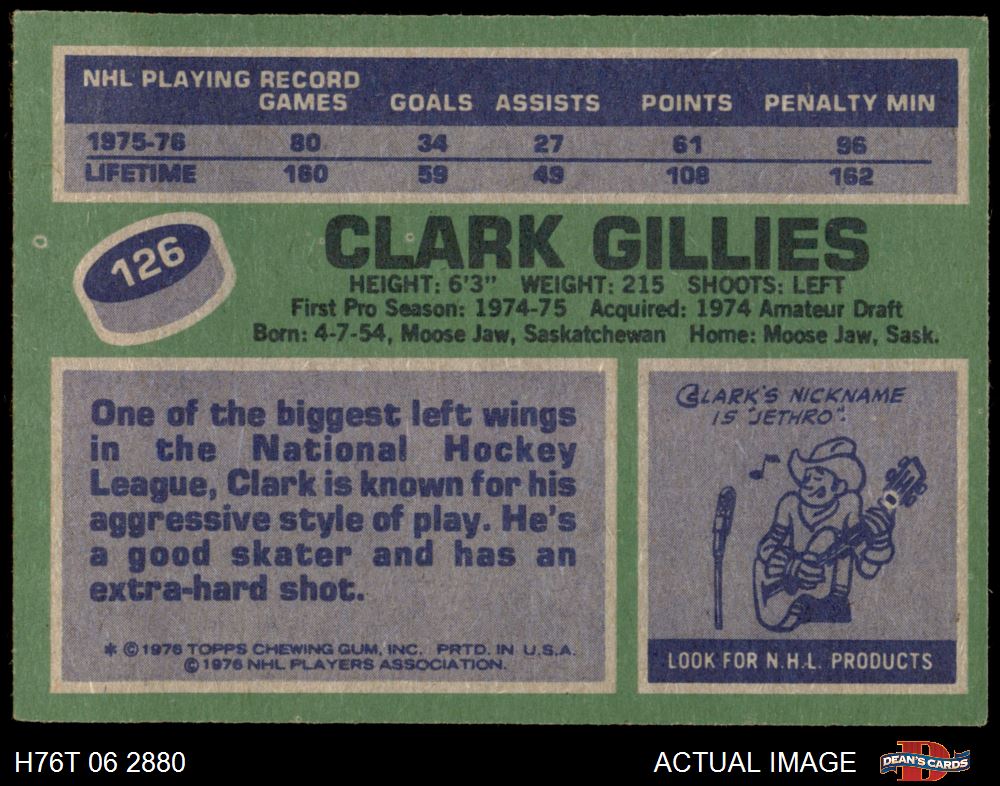 NHL PLAYING RECORD
GAMES GOALS ASSISTS POINTS PENALTY MIN
1975-76 80 34 27 61 96
LIFETIME 160 59 49 108 162
126
CLARK GILLIES
HEIGHT: 6'3" WEIGHT: 215 SHOOTS: LEFT
First Pro Season: 1974-75 Acquired: 1974 Amateur Draft
Born: 4-7-54, Moose Jaw, Saskatchewan Home: Moose Jaw, Sask.
One of the biggest left wings
in the National Hockey
League, Clark is known for his
aggressive style of play. He's
a good skater and has an
extra-hard shot.
* © 1976 TOPPS CHEWING GUM, INC. PRTD. IN U.S.A.
© 1976 NHL PLAYERS ASSOCIATION.
CLARK'S NICKNAME
IS "JETHRO".
LOOK FOR N.H.L. PRODUCTS
H76T 06 2880
ACTUAL IMAGE
D
DEAN'S CARDS